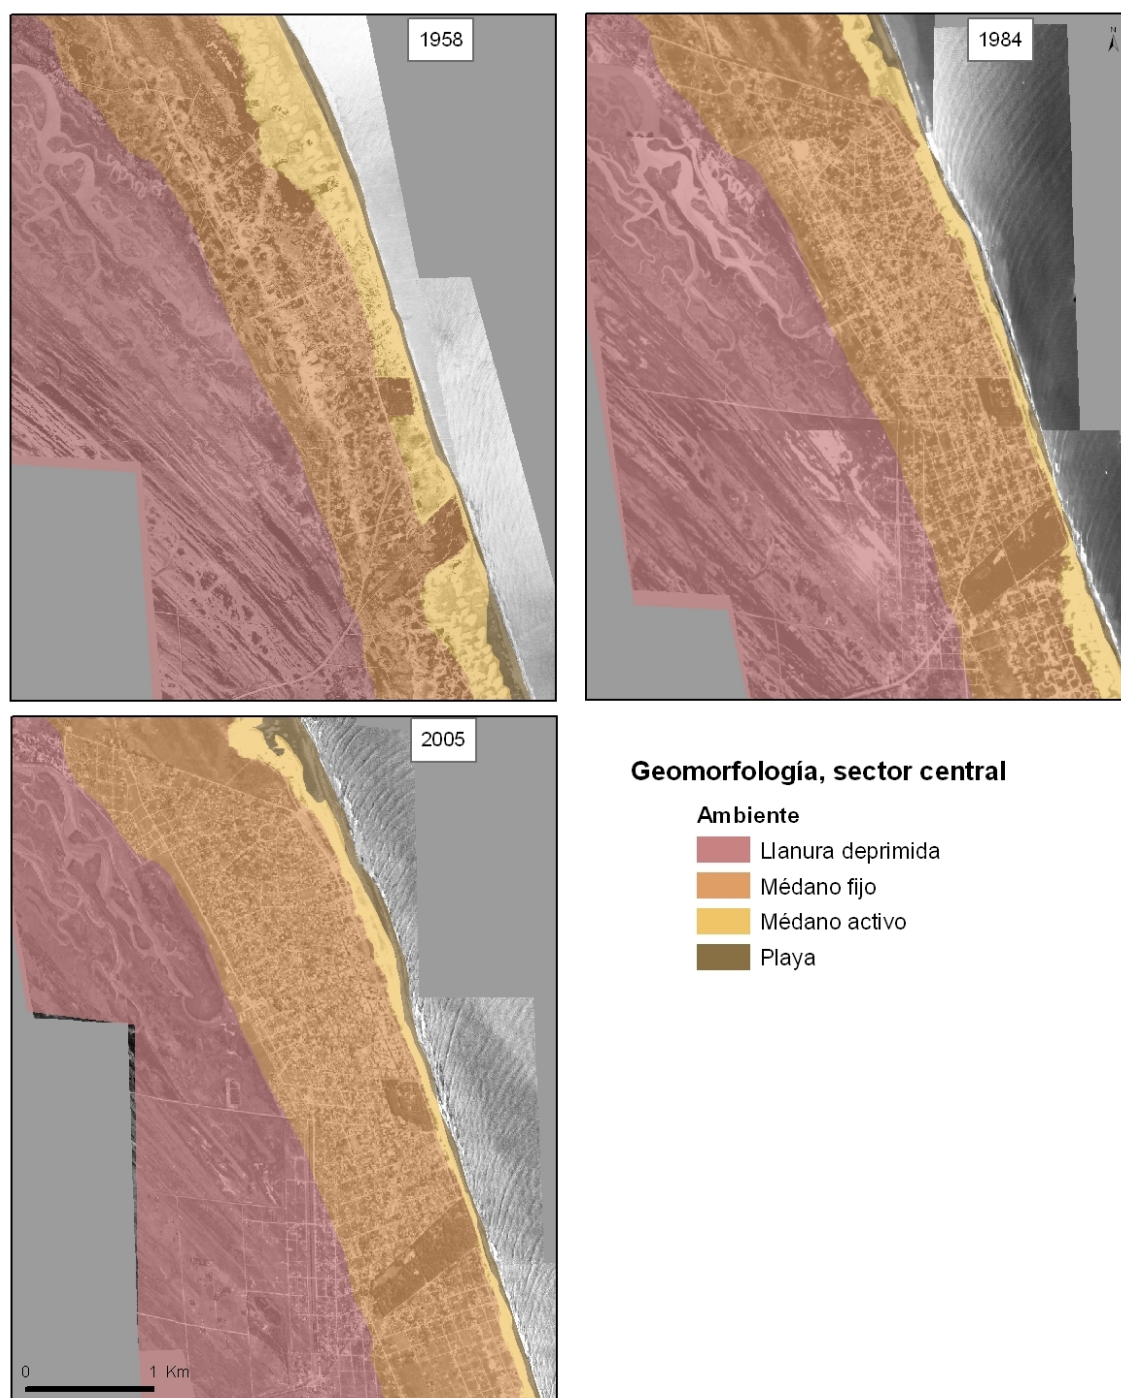 1958
1984
N
2005
Geomorfología, sector central
Ambiente
Llanura deprimida
Médano fijo
Médano activo
Playa
0 1 Km